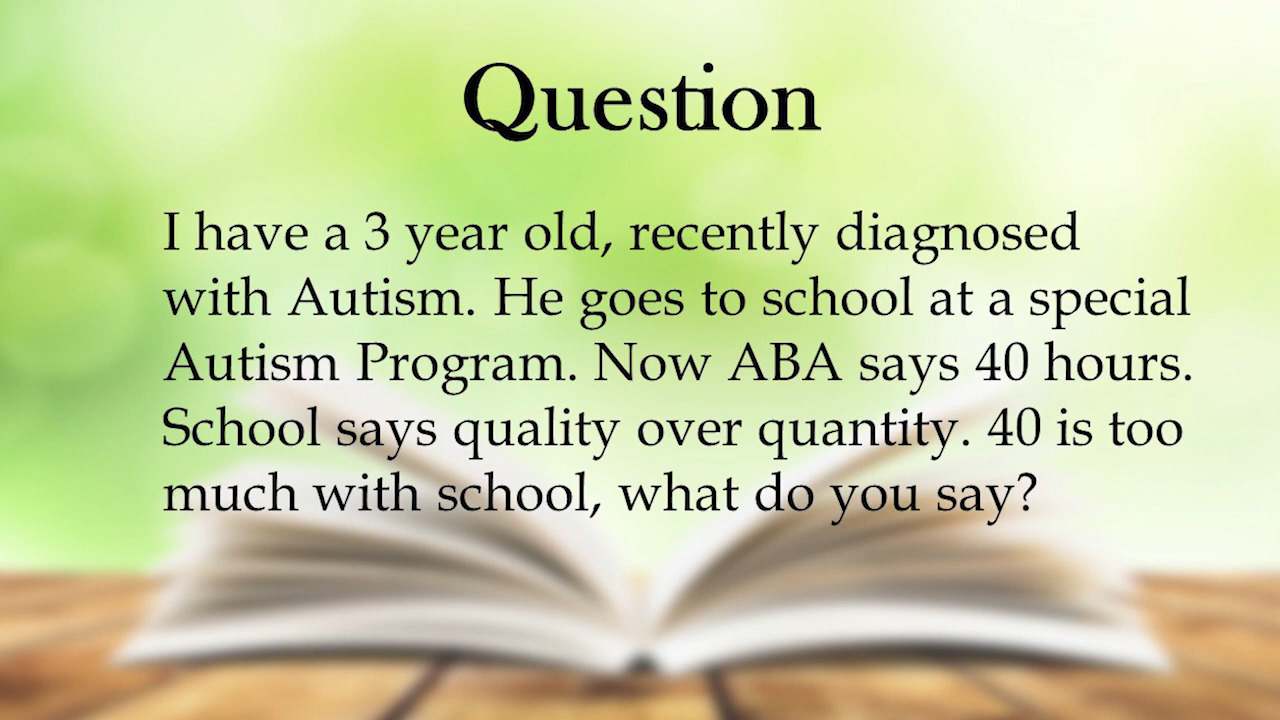 Question
I have a 3 year old, recently diagnosed
with Autism. He goes to school at a special
Autism Program. Now ABA says 40 hours.
School says quality over quantity. 40 is too
much with school, what do you say?